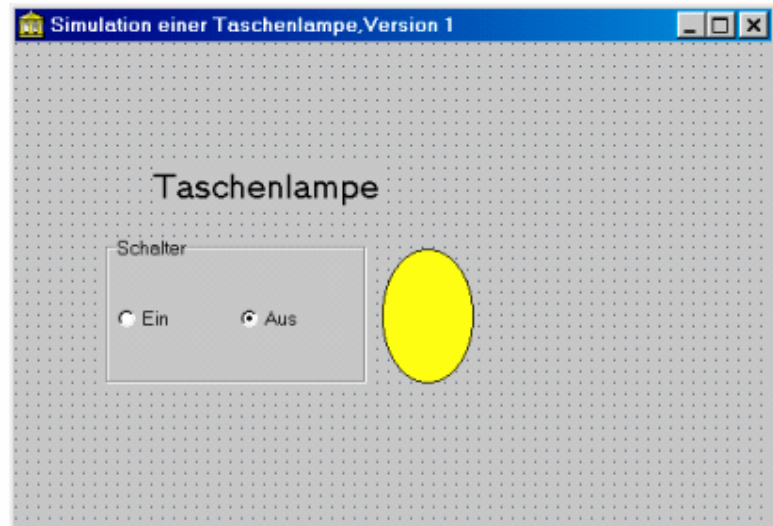 Simulation einer Taschenlampe,Version 1
Taschenlampe
Schalter
Ein Aus